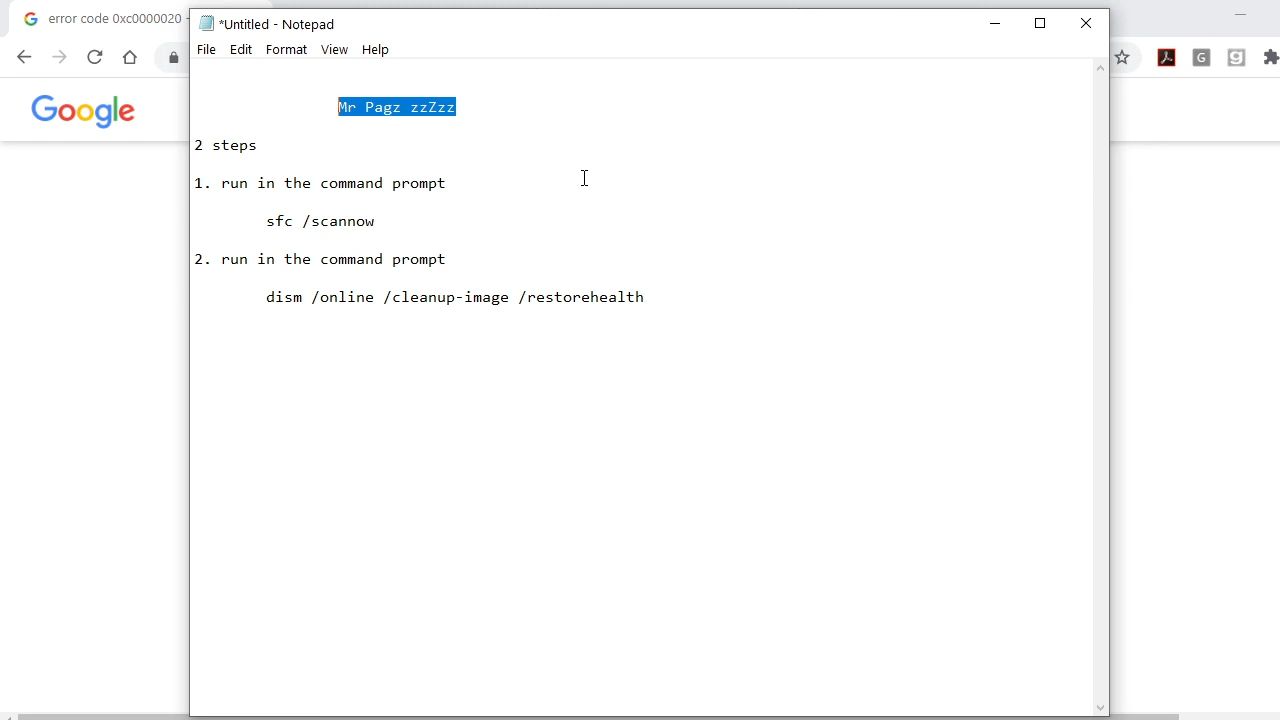 error code 0xc0000020 -
*Untitled - Notepad
File Edit Format View Help
Google
Mr Pagz zzZzz
2 steps
1. run in the command prompt
sfc /scannow
2. run in the command prompt
dism /online /cleanup-image /restorehealth